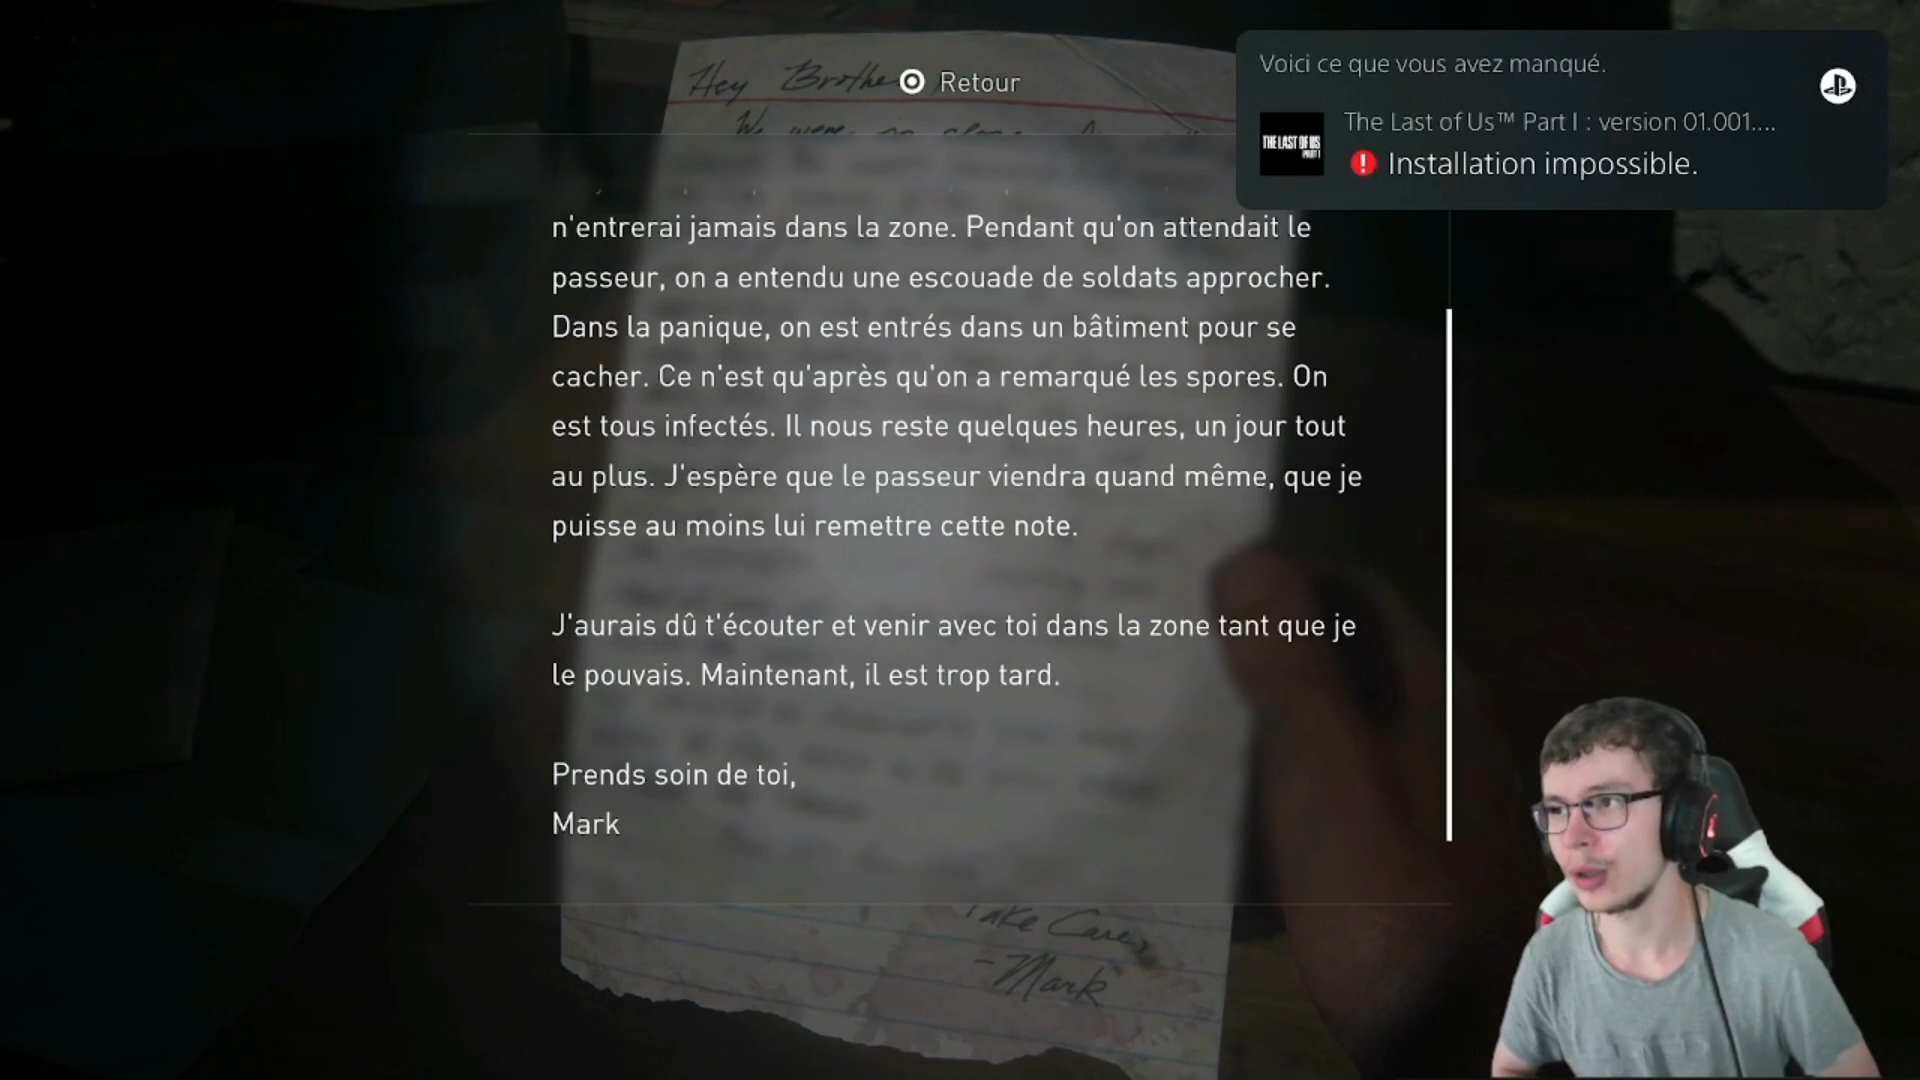 Hey Brothe
Retour
Voici ce que vous avez manqué.
The Last of Us™ Part I : version 01.001....
THE LAST OF US
PART I
Installation impossible.
n'entrerai jamais dans la zone. Pendant qu'on attendait le
passeur, on a entendu une escouade de soldats approcher.
Dans la panique, on est entrés dans un bâtiment pour se
cacher. Ce n'est qu'après qu'on a remarqué les spores. On
est tous infectés. Il nous reste quelques heures, un jour tout
au plus. J'espère que le passeur viendra quand même, que je
puisse au moins lui remettre cette note.
J'aurais dû t'écouter et venir avec toi dans la zone tant que je
le pouvais. Maintenant, il est trop tard.
Prends soin de toi,
Mark
Take Care,
-Mark